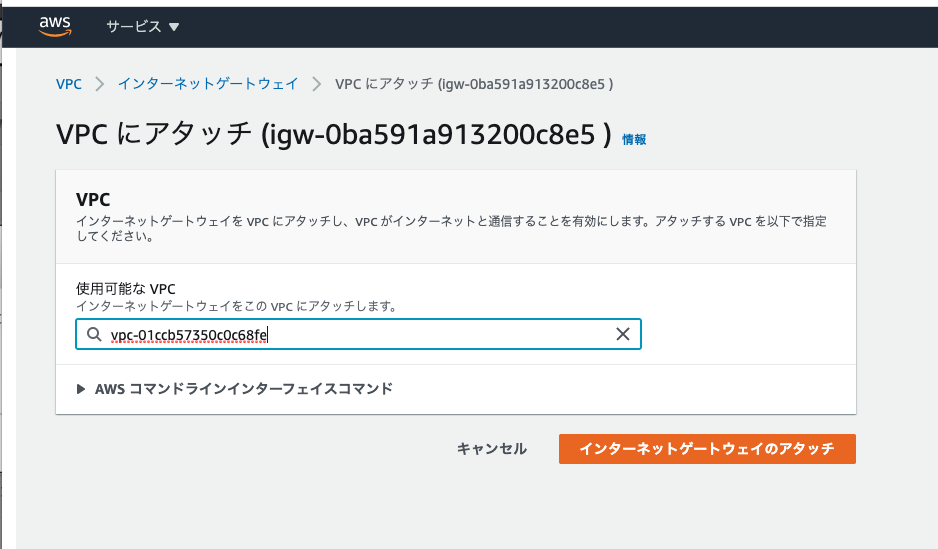 aws サービス ▼
VPC > インターネットゲートウェイ > VPC にアタッチ (igw-0ba591a913200c8e5 )
VPC にアタッチ (igw-0ba591a913200c8e5 ) 情報
VPC
インターネットゲートウェイを VPC にアタッチし、VPC がインターネットと通信することを有効にします。アタッチする VPC を以下で指定
してください。
使用可能な VPC
インターネットゲートウェイをこの VPC にアタッチします。
vpc-01ccb57350c0c68fe
▶ AWS コマンドラインインターフェイスコマンド
キャンセル インターネットゲートウェイのアタッチ